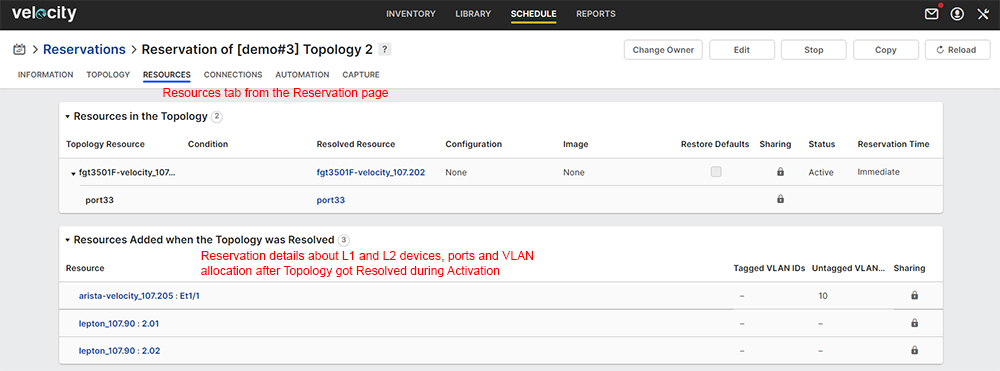 velocity
INVENTORY LIBRARY SCHEDULE REPORTS
Reservations > Reservation of [demo#3] Topology 2 ?
Change Owner Edit Stop Copy Reload
INFORMATION TOPOLOGY RESOURCES CONNECTIONS AUTOMATION CAPTURE
Resources tab from the Reservation page
Resources in the Topology 2
Topology Resource Condition Resolved Resource Configuration Image Restore Defaults Sharing Status Reservation Time
fgt3501F-velocity_107... fgt3501F-velocity_107.202 None None Active Immediate
port33 port33
Resources Added when the Topology was Resolved 3
Reservation details about L1 and L2 devices, ports and VLAN
allocation after Topology got Resolved during Activation
Resource Tagged VLAN IDs Untagged VLAN... Sharing
arista-velocity_107.205 : Et1/1 – 10
lepton_107.90 : 2.01 – –
lepton_107.90 : 2.02 – –